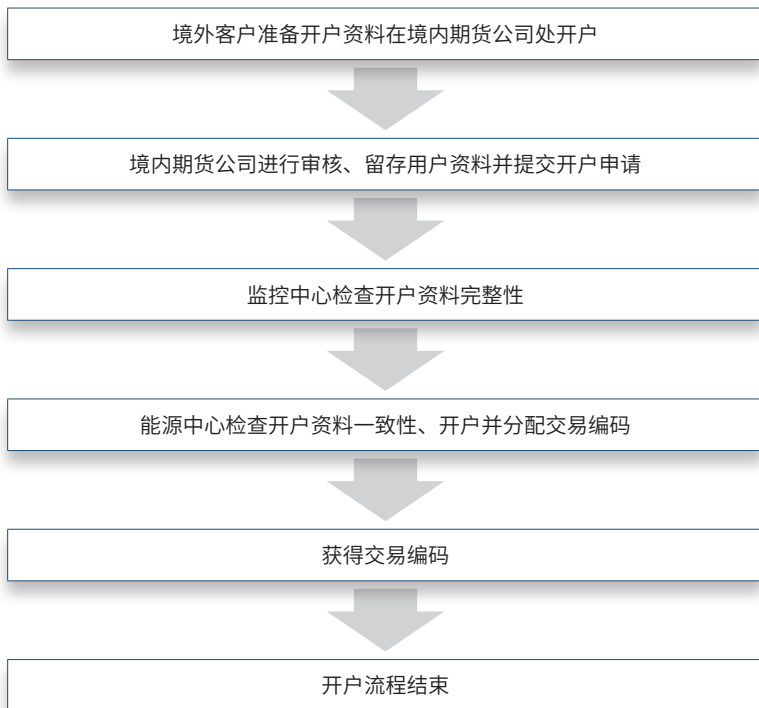 境外客户准备开户资料在境内期货公司处开户
境内期货公司进行审核、留存用户资料并提交开户申请
监控中心检查开户资料完整性
能源中心检查开户资料一致性、开户并分配交易编码
获得交易编码
开户流程结束